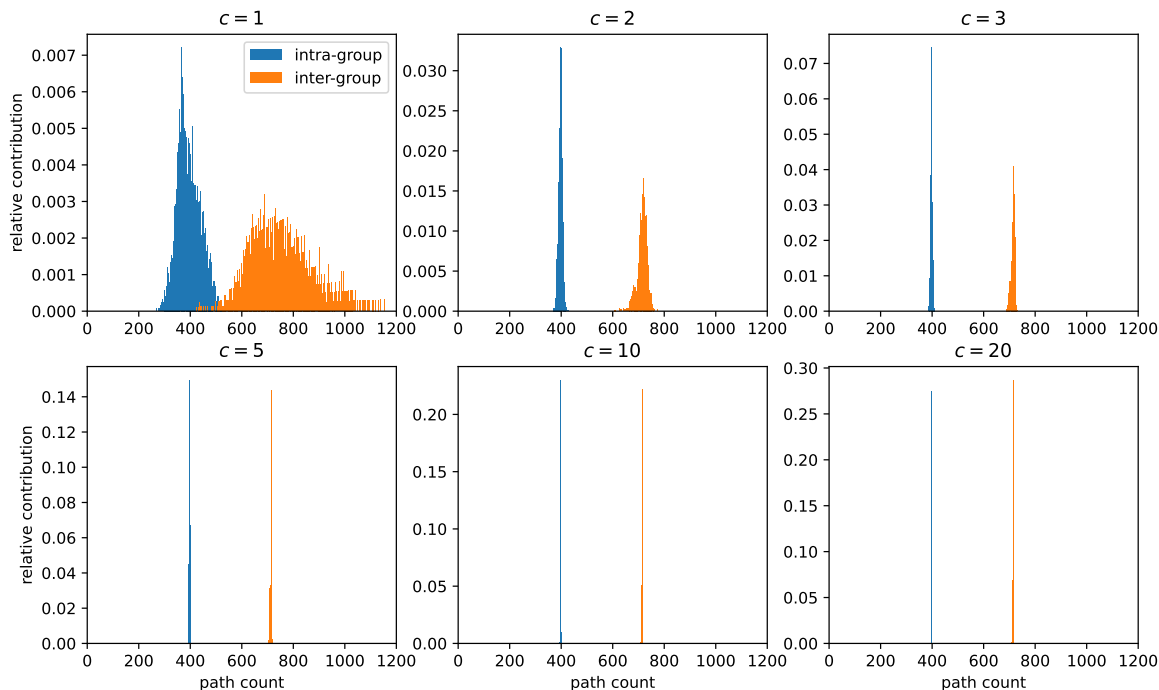 c = 1
c = 2
c = 3
relative contribution
0.007
0.006
0.005
0.004
0.003
0.002
0.001
0.000
intra-group
inter-group
0 200 400 600 800 1000 1200
0.030
0.025
0.020
0.015
0.010
0.005
0.000
0 200 400 600 800 1000 1200
0.07
0.06
0.05
0.04
0.03
0.02
0.01
0.00
0 200 400 600 800 1000 1200
c = 5
c = 10
c = 20
relative contribution
0.14
0.12
0.10
0.08
0.06
0.04
0.02
0.00
0 200 400 600 800 1000 1200
path count
0.20
0.15
0.10
0.05
0.00
0 200 400 600 800 1000 1200
path count
0.30
0.25
0.20
0.15
0.10
0.05
0.00
0 200 400 600 800 1000 1200
path count